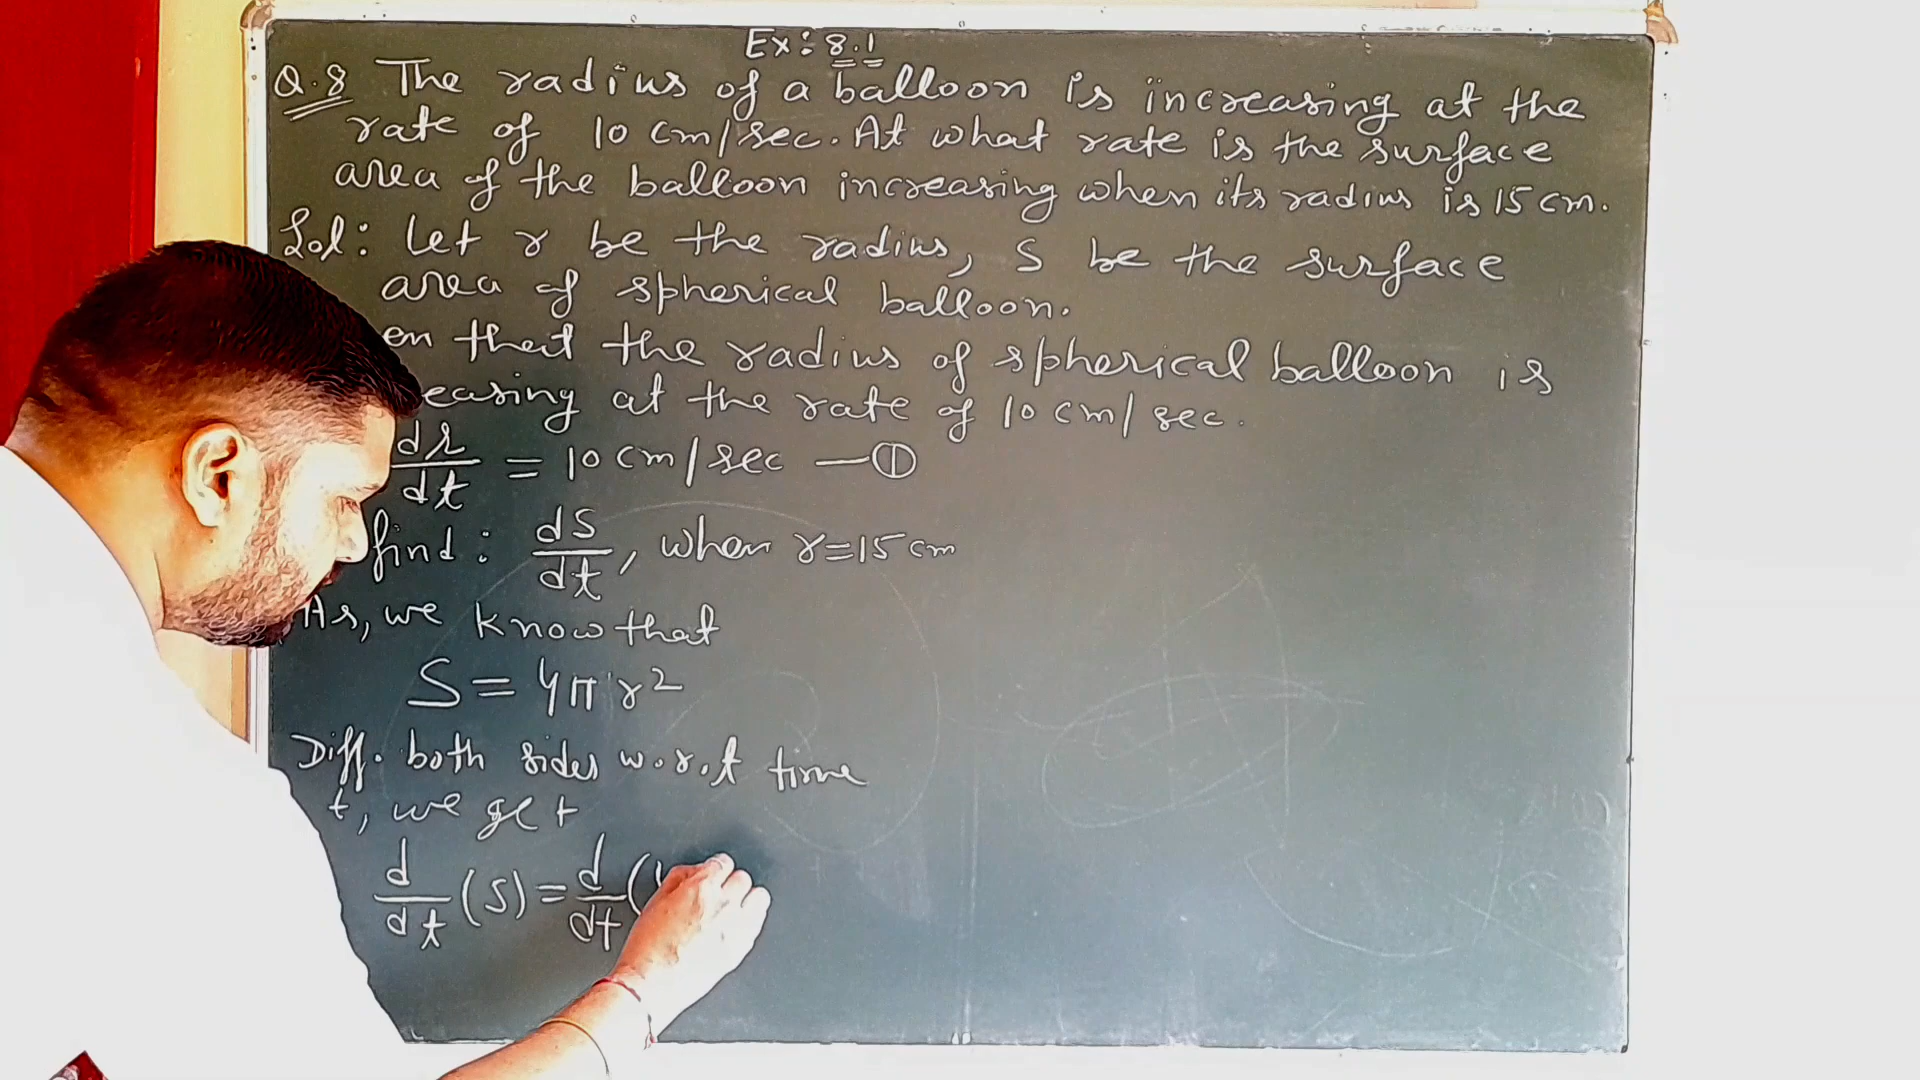 Ex: 8.1
Q.8 The radius of a balloon is increasing at the
rate of 10 cm/sec. At what rate is the surface
area of the balloon increasing when its radius is 15 cm.
Sol: Let r be the radius, S be the surface
area of spherical balloon.
en that the radius of spherical balloon is
easing at the rate of 10 cm/sec.
dr/dt = 10 cm/sec — ①
find: dS/dt, when r=15 cm
As, we know that
S = 4πr²
Diff. both sides w.r.t time
t, we get
d/dt (S) = d/dt (